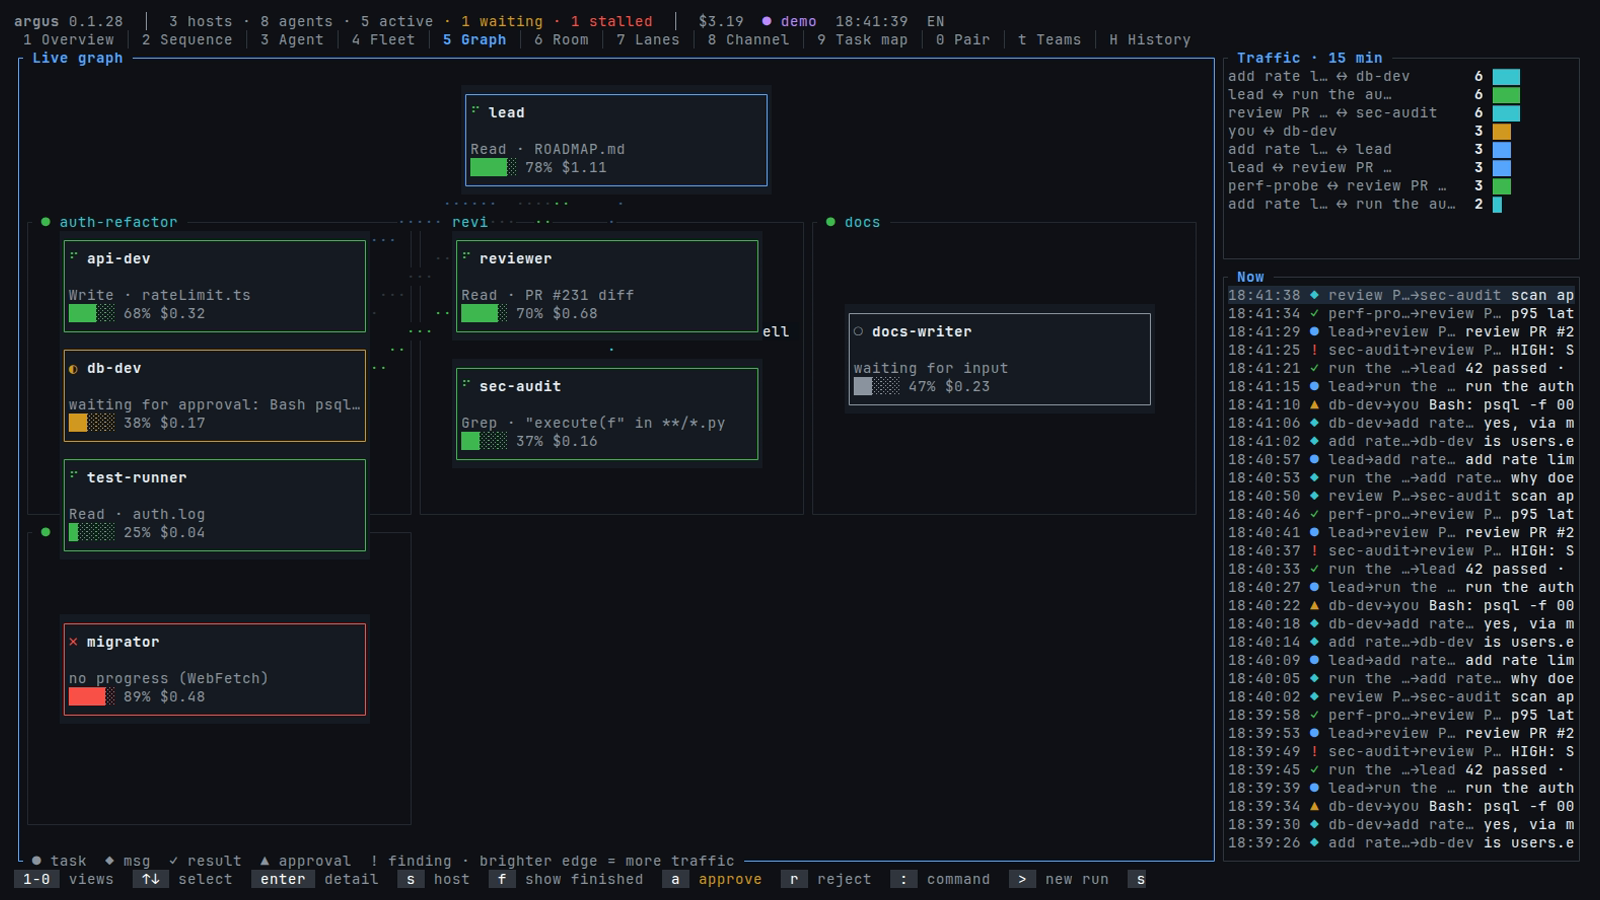 argus 0.1.28 │ 3 hosts · 8 agents · 5 active · 1 waiting · 1 stalled │ $3.19 ● demo 18:41:39 EN
1 Overview │ 2 Sequence │ 3 Agent │ 4 Fleet │ 5 Graph │ 6 Room │ 7 Lanes │ 8 Channel │ 9 Task map │ 0 Pair │ t Teams │ H History
Live graph
lead
Read · ROADMAP.md
78% $1.11
● auth-refactor
api-dev
Write · rateLimit.ts
68% $0.32
◐ db-dev
waiting for approval: Bash psql…
38% $0.17
test-runner
Read · auth.log
25% $0.04
revi
reviewer
Read · PR #231 diff
70% $0.68
ell
sec-audit
Grep · "execute(f" in **/*.py
37% $0.16
● docs
○ docs-writer
waiting for input
47% $0.23
●
✕ migrator
no progress (WebFetch)
89% $0.48
● task ◆ msg ✓ result ▲ approval ! finding · brighter edge = more traffic
Traffic · 15 min
add rate l… ↔ db-dev 6
lead ↔ run the au… 6
review PR … ↔ sec-audit 6
you ↔ db-dev 3
add rate l… ↔ lead 3
lead ↔ review PR … 3
perf-probe ↔ review PR … 3
add rate l… ↔ run the au… 2
Now
18:41:38 ◆ review P…→sec-audit scan ap
18:41:34 ✓ perf-pro…→review P… p95 lat
18:41:29 ● lead→review P… review PR #2
18:41:25 ! sec-audit→review P… HIGH: S
18:41:21 ✓ run the …→lead 42 passed ·
18:41:15 ● lead→run the … run the auth
18:41:10 ▲ db-dev→you Bash: psql -f 00
18:41:06 ◆ db-dev→add rate… yes, via m
18:41:02 ◆ add rate…→db-dev is users.e
18:40:57 ● lead→add rate… add rate lim
18:40:53 ◆ run the …→add rate… why doe
18:40:50 ◆ review P…→sec-audit scan ap
18:40:46 ✓ perf-pro…→review P… p95 lat
18:40:41 ● lead→review P… review PR #2
18:40:37 ! sec-audit→review P… HIGH: S
18:40:33 ✓ run the …→lead 42 passed ·
18:40:27 ● lead→run the … run the auth
18:40:22 ▲ db-dev→you Bash: psql -f 00
18:40:18 ◆ db-dev→add rate… yes, via m
18:40:14 ◆ add rate…→db-dev is users.e
18:40:09 ● lead→add rate… add rate lim
18:40:05 ◆ run the …→add rate… why doe
18:40:02 ◆ review P…→sec-audit scan ap
18:39:58 ✓ perf-pro…→review P… p95 lat
18:39:53 ● lead→review P… review PR #2
18:39:49 ! sec-audit→review P… HIGH: S
18:39:45 ✓ run the …→lead 42 passed ·
18:39:39 ● lead→run the … run the auth
18:39:34 ▲ db-dev→you Bash: psql -f 00
18:39:30 ◆ db-dev→add rate… yes, via m
18:39:26 ◆ add rate…→db-dev is users.e
1-0 views ↑↓ select enter detail s host f show finished a approve r reject : command > new run s